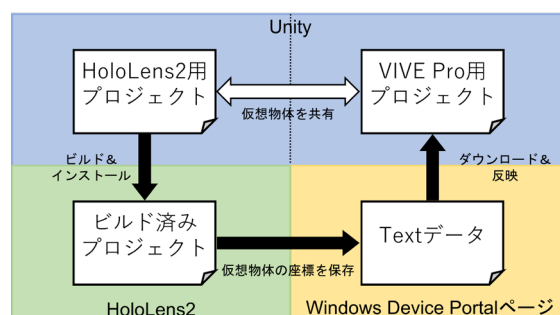 Unity
HoloLens2用
プロジェクト
VIVE Pro用
プロジェクト
仮想物体を共有
ビルド&
インストール
ダウンロード&
反映
ビルド済み
プロジェクト
Textデータ
仮想物体の座標を保存
HoloLens2
Windows Device Portalページ